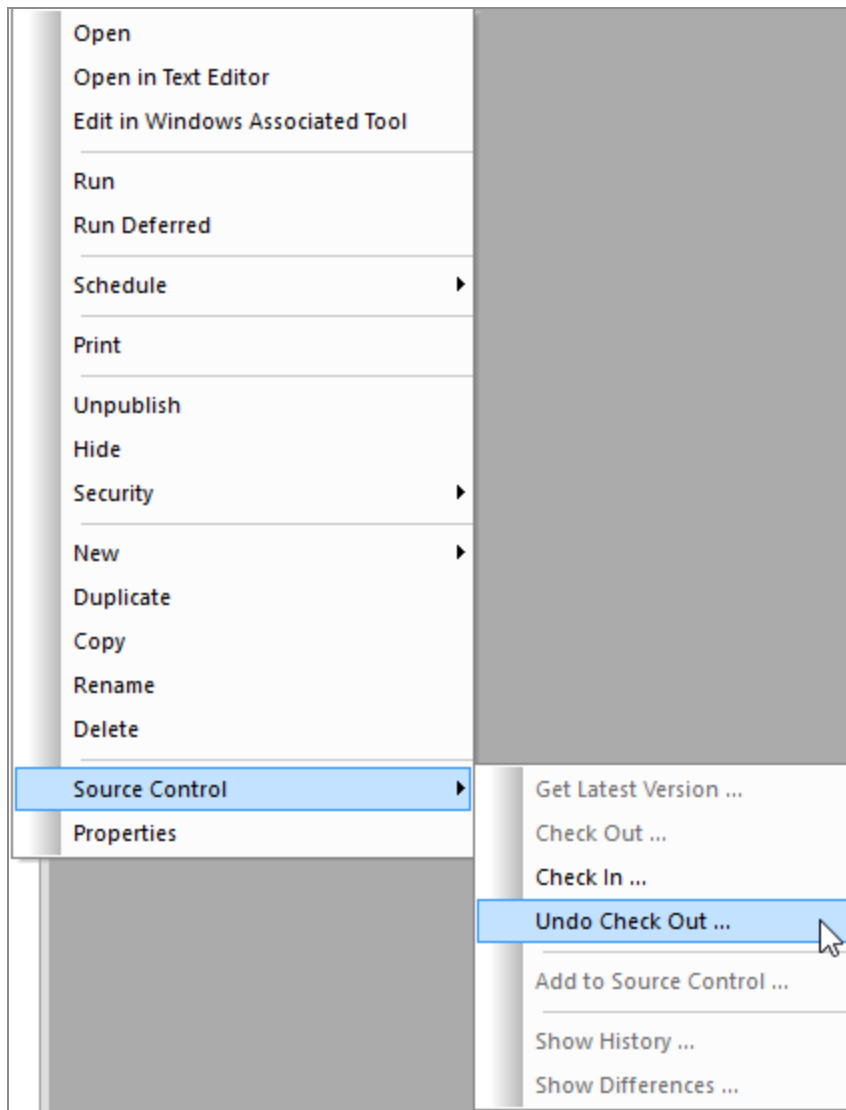 Open
Open in Text Editor
Edit in Windows Associated Tool
Run
Run Deferred
Schedule
Print
Unpublish
Hide
Security
New
Duplicate
Copy
Rename
Delete
Source Control
Properties
Get Latest Version ...
Check Out ...
Check In ...
Undo Check Out ...
Add to Source Control ...
Show History ...
Show Differences ...